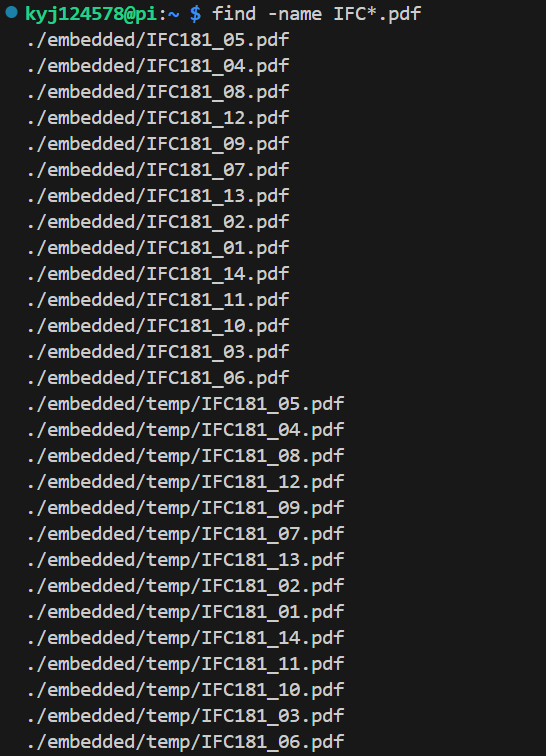 kyj124578@pi:~ $ find -name IFC*.pdf
./embedded/IFC181_05.pdf
./embedded/IFC181_04.pdf
./embedded/IFC181_08.pdf
./embedded/IFC181_12.pdf
./embedded/IFC181_09.pdf
./embedded/IFC181_07.pdf
./embedded/IFC181_13.pdf
./embedded/IFC181_02.pdf
./embedded/IFC181_01.pdf
./embedded/IFC181_14.pdf
./embedded/IFC181_11.pdf
./embedded/IFC181_10.pdf
./embedded/IFC181_03.pdf
./embedded/IFC181_06.pdf
./embedded/temp/IFC181_05.pdf
./embedded/temp/IFC181_04.pdf
./embedded/temp/IFC181_08.pdf
./embedded/temp/IFC181_12.pdf
./embedded/temp/IFC181_09.pdf
./embedded/temp/IFC181_07.pdf
./embedded/temp/IFC181_13.pdf
./embedded/temp/IFC181_02.pdf
./embedded/temp/IFC181_01.pdf
./embedded/temp/IFC181_14.pdf
./embedded/temp/IFC181_11.pdf
./embedded/temp/IFC181_10.pdf
./embedded/temp/IFC181_03.pdf
./embedded/temp/IFC181_06.pdf